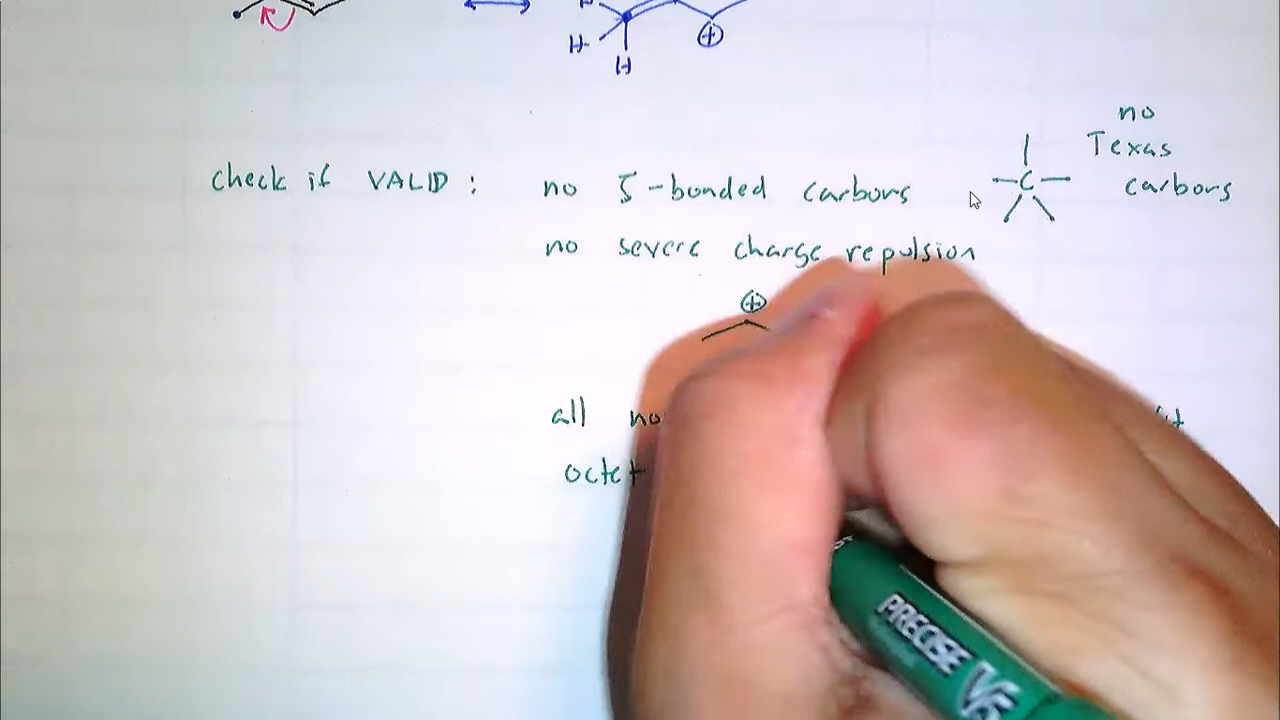 H
H
no
Texas
carbons
check if VALID : no 5-bonded carbons
C
no severe charge repulsion
+
all
octet
PRECISE V5